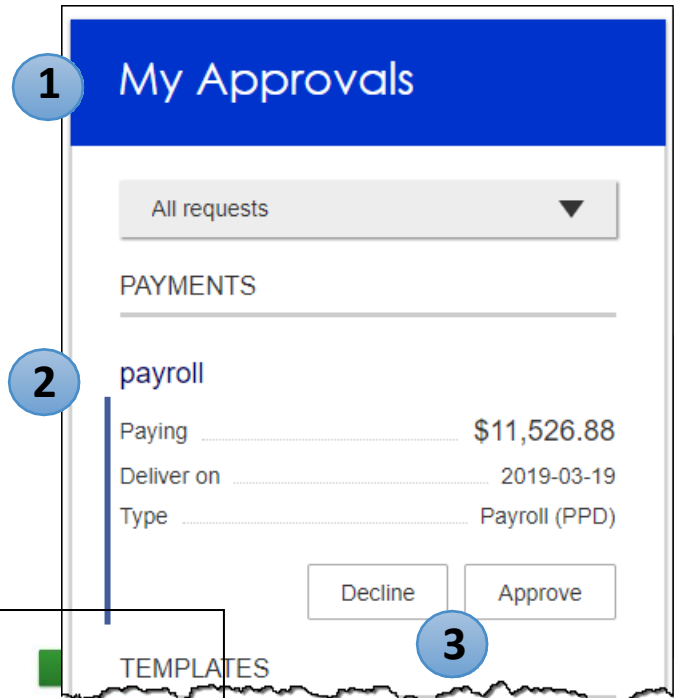 1 My Approvals
All requests
PAYMENTS
2 payroll
Paying $11,526.88
Deliver on 2019-03-19
Type Payroll (PPD)
Decline Approve
3
TEMPLATES